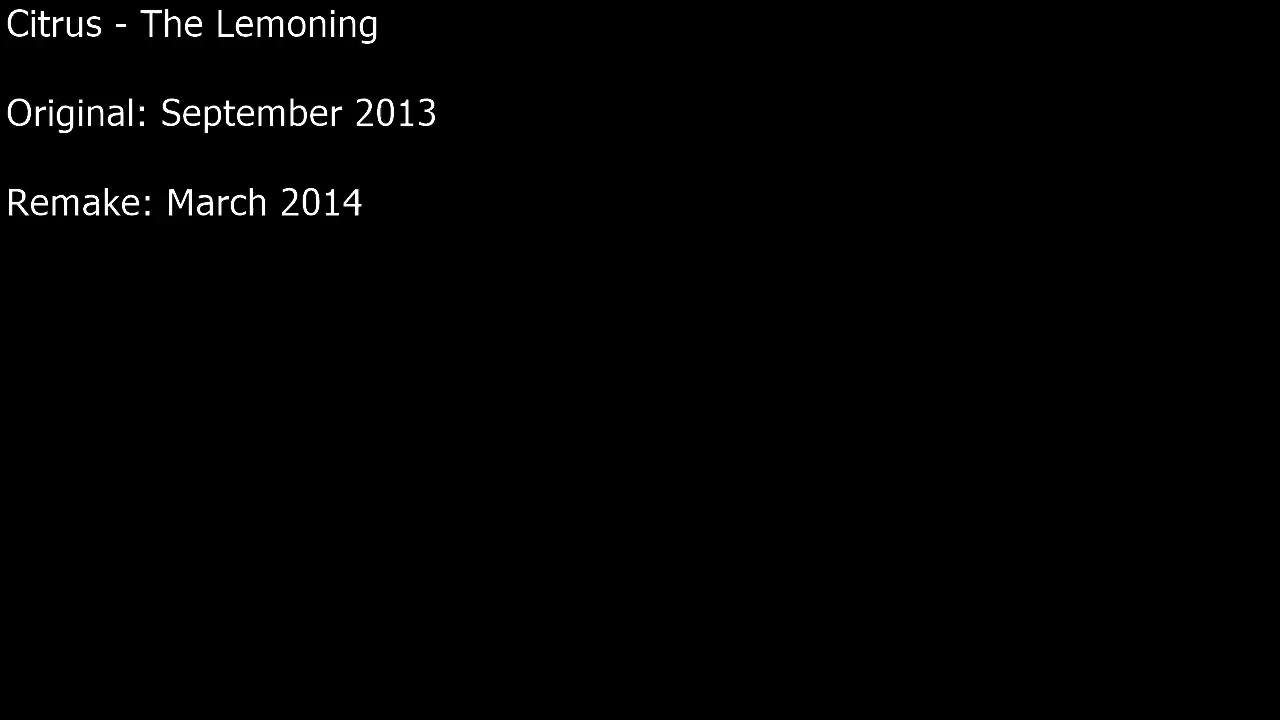 Citrus - The Lemoning
Original: September 2013
Remake: March 2014